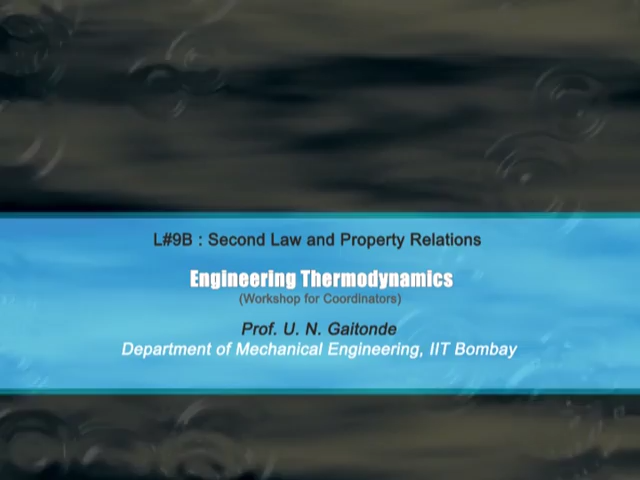 L#9B : Second Law and Property Relations
Engineering Thermodynamics
(Workshop for Coordinators)
Prof. U. N. Gaitonde
Department of Mechanical Engineering, IIT Bombay